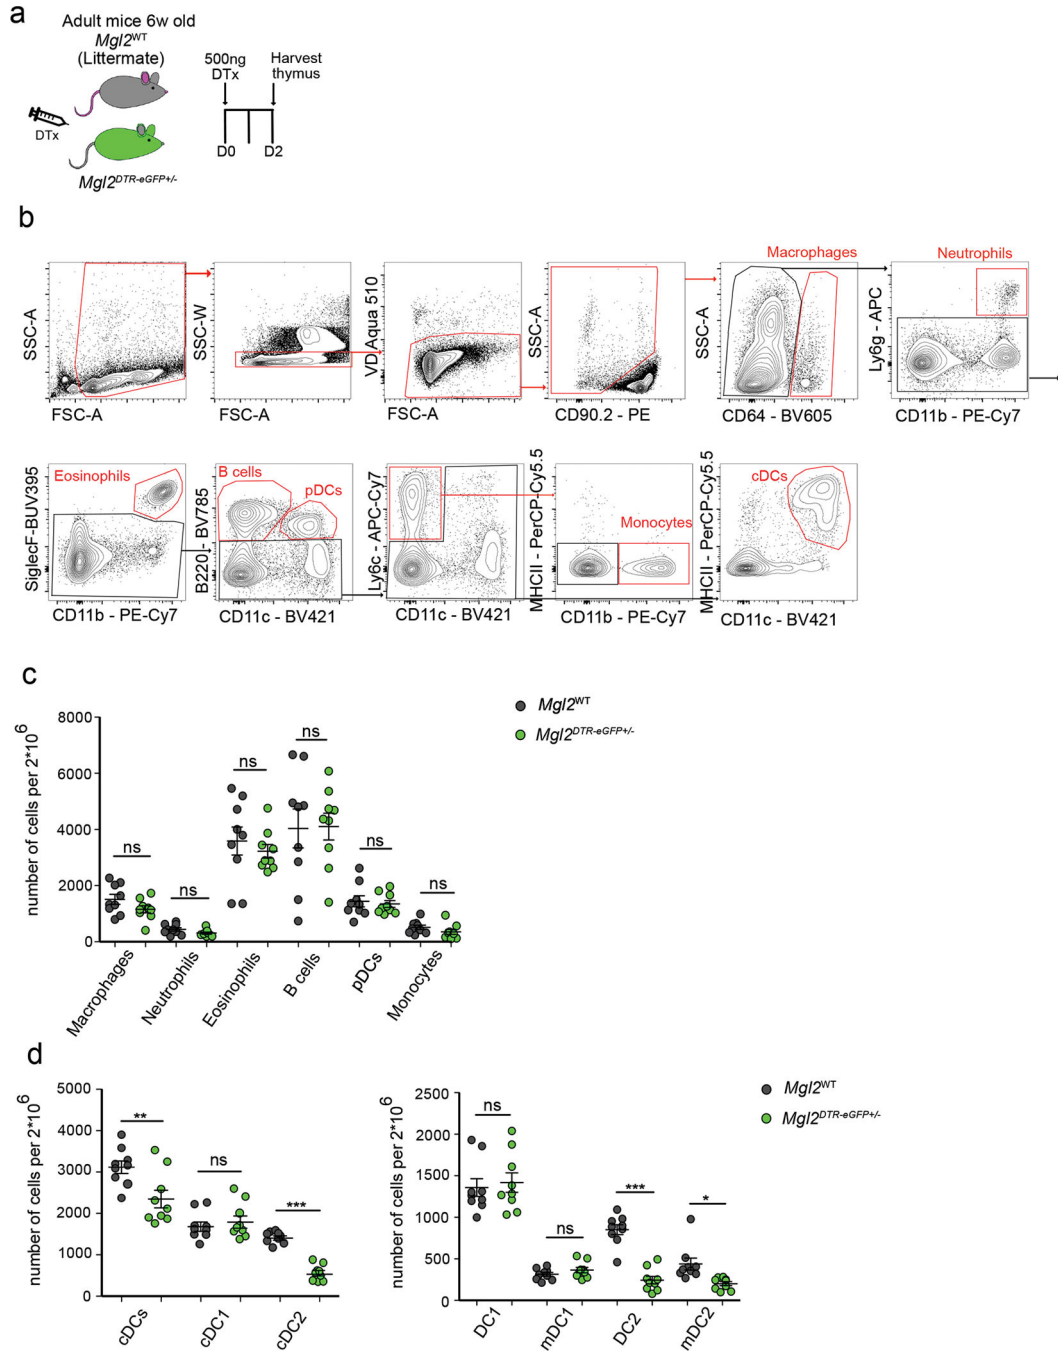 a
Adult mice 6w old
Mgl2WT
(Littermate)
DTx
Mgl2DTR-eGFP+/-
500ng
DTx
Harvest
thymus
D0
D2
b
Macrophages
Neutrophils
SSC-A
FSC-A
SSC-W
FSC-A
VD Aqua 510
FSC-A
SSC-A
CD90.2 - PE
SSC-A
CD64 - BV605
Ly6g - APC
CD11b - PE-Cy7
Eosinophils
SiglecF-BUV395
CD11b - PE-Cy7
B cells
pDCs
B220 - BV785
CD11c - BV421
Ly6c - APC-Cy7
CD11c - BV421
MHCII - PerCP-Cy5.5
Monocytes
CD11b - PE-Cy7
MHCII - PerCP-Cy5.5
cDCs
CD11c - BV421
c
number of cells per 2*10^6
8000
6000
4000
2000
0
ns
ns
ns
ns
ns
ns
Macrophages
Neutrophils
Eosinophils
B cells
pDCs
Monocytes
Mgl2WT
Mgl2DTR-eGFP+/-
d
number of cells per 2*10^6
5000
4000
3000
2000
1000
0
**
ns
***
cDCs
cDC1
cDC2
number of cells per 2*10^6
2500
2000
1500
1000
500
0
ns
ns
***
*
DC1
mDC1
DC2
mDC2
Mgl2WT
Mgl2DTR-eGFP+/-